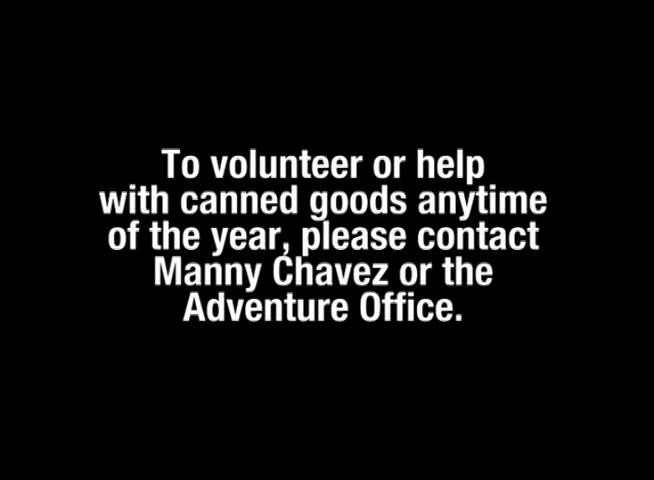 To volunteer or help
with canned goods anytime
of the year, please contact
Manny Chavez or the
Adventure Office.